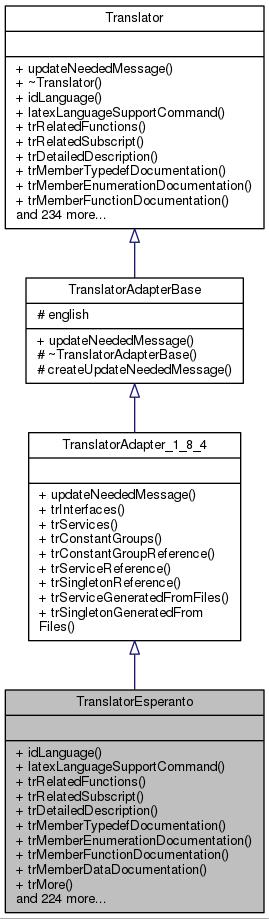 Translator
+ updateNeededMessage()
+ ~Translator()
+ idLanguage()
+ latexLanguageSupportCommand()
+ trRelatedFunctions()
+ trRelatedSubscript()
+ trDetailedDescription()
+ trMemberTypedefDocumentation()
+ trMemberEnumerationDocumentation()
+ trMemberFunctionDocumentation()
and 234 more...
TranslatorAdapterBase
# english
+ updateNeededMessage()
# ~TranslatorAdapterBase()
# createUpdateNeededMessage()
TranslatorAdapter_1_8_4
+ updateNeededMessage()
+ trInterfaces()
+ trServices()
+ trConstantGroups()
+ trConstantGroupReference()
+ trServiceReference()
+ trSingletonReference()
+ trServiceGeneratedFromFiles()
+ trSingletonGeneratedFrom
Files()
TranslatorEsperanto
+ idLanguage()
+ latexLanguageSupportCommand()
+ trRelatedFunctions()
+ trRelatedSubscript()
+ trDetailedDescription()
+ trMemberTypedefDocumentation()
+ trMemberEnumerationDocumentation()
+ trMemberFunctionDocumentation()
+ trMemberDataDocumentation()
+ trMore()
and 224 more...